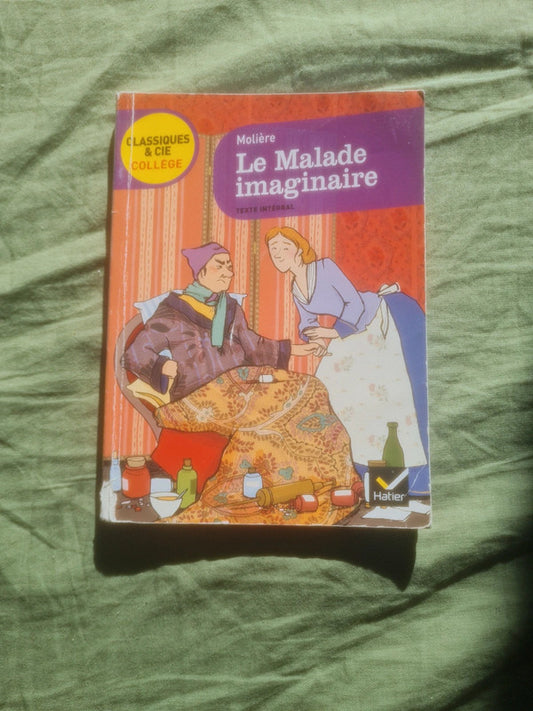 CLASSIQUES
& CIE
COLLÈGE
Molière
Le Malade
imaginaire
TEXTE INTÉGRAL
Hatier